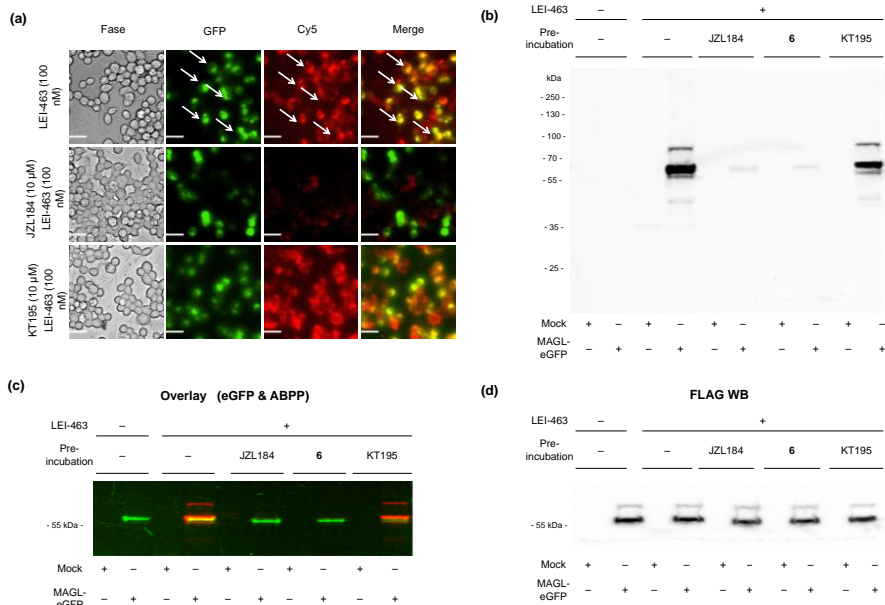 (a)
Fase GFP Cy5 Merge
LEI-463 (100
nM)
JZL184 (10 µM)
LEI-463 (100
nM)
KT195 (10 µM)
LEI-463 (100
nM)
(b)
LEI-463 – +
Pre-
incubation
– – JZL184 6 KT195
kDa
- 250 -
- 130 -
- 100 -
- 70 -
- 55 -
- 35 -
- 25 -
Mock + – + – + – + – + –
MAGL-
eGFP
– + – + – + – + – +
(c)
Overlay (eGFP & ABPP)
LEI-463 – +
Pre-
incubation
– – JZL184 6 KT195
- 55 kDa -
Mock + – + – + – + – + –
MAGL-
eGFP
– + – + – + – + – +
(d)
FLAG WB
LEI-463 – +
Pre-
incubation
– – JZL184 6 KT195
- 55 kDa -
Mock + – + – + – + – + –
MAGL-
eGFP
– + – + – + – + – +